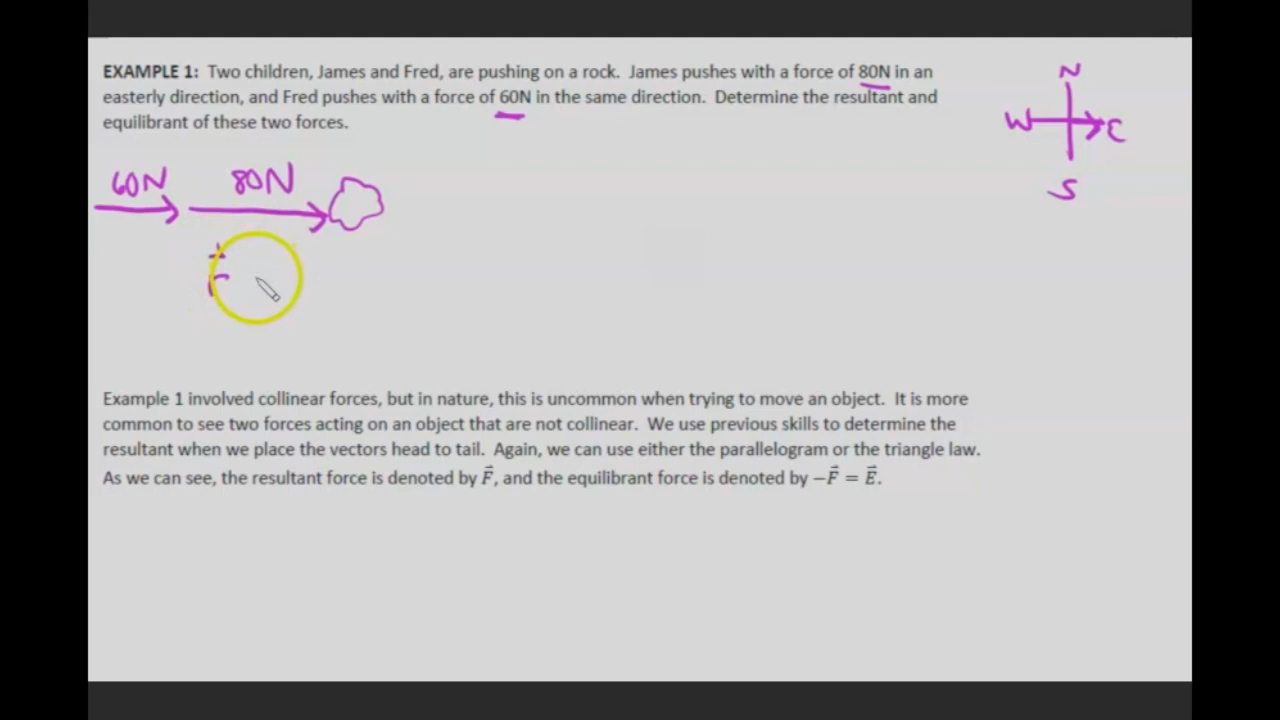 EXAMPLE 1: Two children, James and Fred, are pushing on a rock. James pushes with a force of 80N in an
easterly direction, and Fred pushes with a force of 60N in the same direction. Determine the resultant and
equilibrant of these two forces.
N
W E
S
60N 80N
F
Example 1 involved collinear forces, but in nature, this is uncommon when trying to move an object. It is more
common to see two forces acting on an object that are not collinear. We use previous skills to determine the
resultant when we place the vectors head to tail. Again, we can use either the parallelogram or the triangle law.
As we can see, the resultant force is denoted by F⃗, and the equilibrant force is denoted by −F⃗ = E⃗.